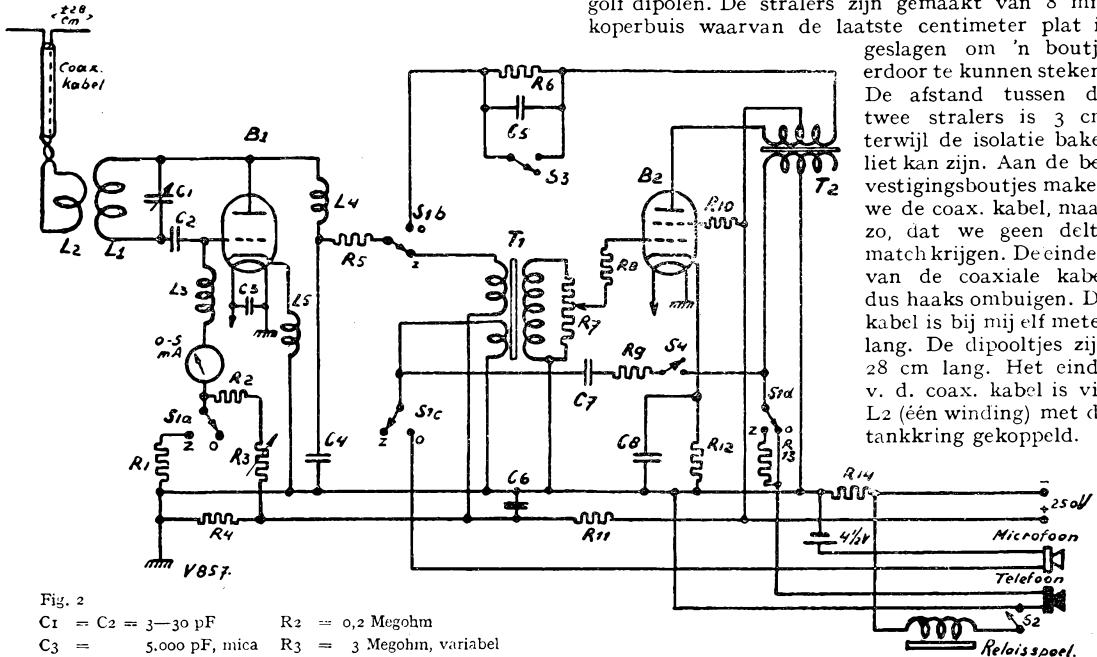 golf dipolen. De stralers zijn gemaakt van 8 mm
koperbuis waarvan de laatste centimeter plat i
geslagen om 'n boutj
erdoor te kunnen steken
De afstand tussen d
twee stralers is 3 cm
terwijl de isolatie bake
liet kan zijn. Aan de be
vestigingsboutjes make
we de coax. kabel, maa
zo, dat we geen delt
match krijgen. De einde
van de coaxiale kabe
dus haaks ombuigen. D
kabel is bij mij elf mete
lang. De dipooltjes zij
28 cm lang. Het eind
v. d. coax. kabel is vi
L2 (één winding) met d
tankkring gekoppeld.
±28
cm
Coax.
kabel
L2
L1
C1
C2
B1
L3
C3
L5
L4
R5
S1b
o
z
0-5
mA
R2
S1a
z
o
R1
R3
R4
C4
V857.
R6
C5
S3
T1
R7
R8
B2
R10
T2
S1c
z
o
C7
R9
S4
S1d
z
o
R
13
C8
R12
C6
R11
R14
-
+
250V
4½V
Microfoon
Telefoon
S2
Relaisspoel.
Fig. 2
C1 = C2 = 3—30 pF R2 = 0,2 Megohm
C3 = 5.000 pF, mica R3 = 3 Megohm, variabel